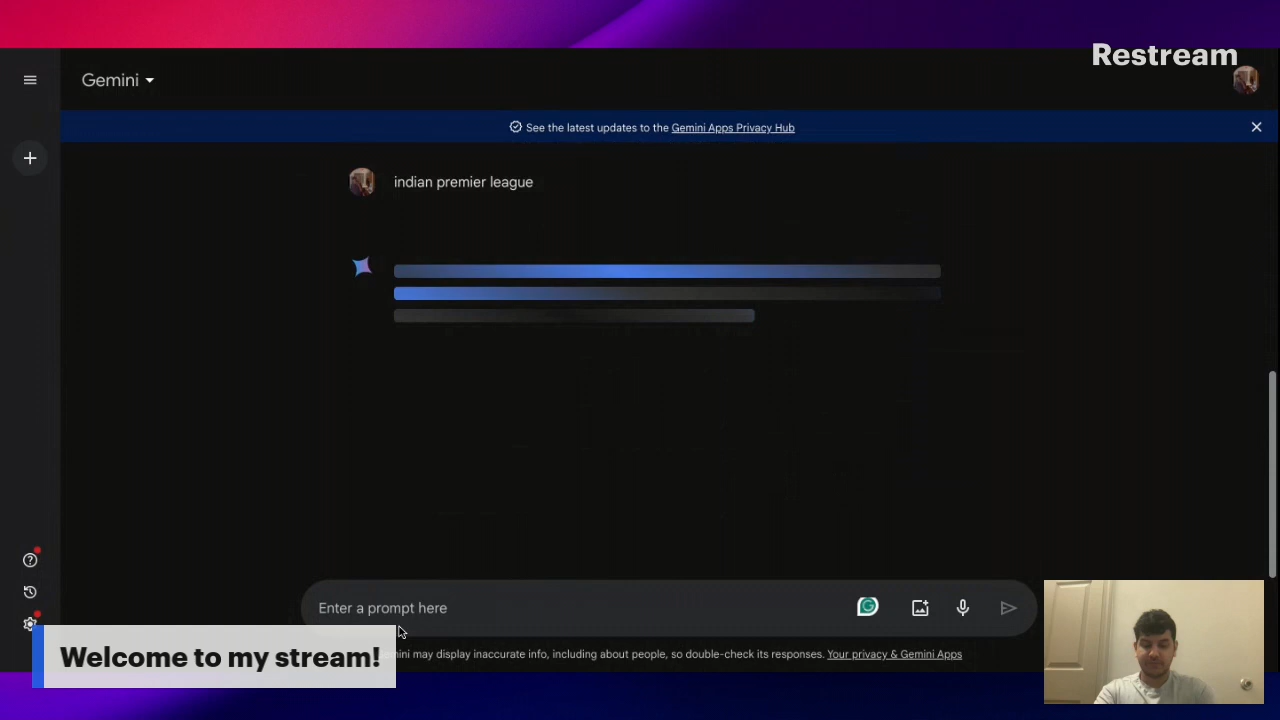 Restream
Gemini
See the latest updates to the Gemini Apps Privacy Hub
indian premier league
Enter a prompt here
Welcome to my stream!
mini may display inaccurate info, including about people, so double-check its responses. Your privacy & Gemini Apps